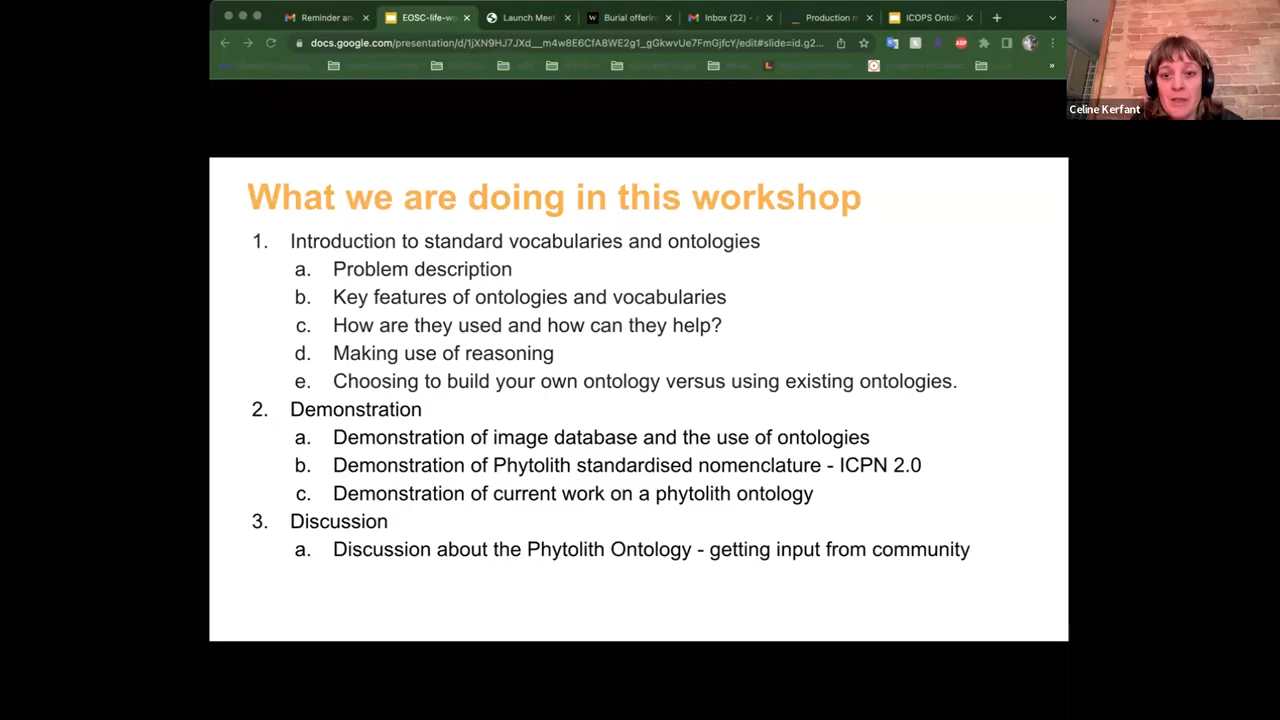 Reminder an
EOSC-life-wo
Launch Meet
Burial offerin
Inbox (22) -
Production m
ICOPS Ontol
docs.google.com/presentation/d/1jXN9HJ7JXd__m4w8E6CfA8WE2g1_gGkwvUe7FmGjfcY/edit#slide=id.g2...
Celine Kerfant
What we are doing in this workshop
1. Introduction to standard vocabularies and ontologies
a. Problem description
b. Key features of ontologies and vocabularies
c. How are they used and how can they help?
d. Making use of reasoning
e. Choosing to build your own ontology versus using existing ontologies.
2. Demonstration
a. Demonstration of image database and the use of ontologies
b. Demonstration of Phytolith standardised nomenclature - ICPN 2.0
c. Demonstration of current work on a phytolith ontology
3. Discussion
a. Discussion about the Phytolith Ontology - getting input from community